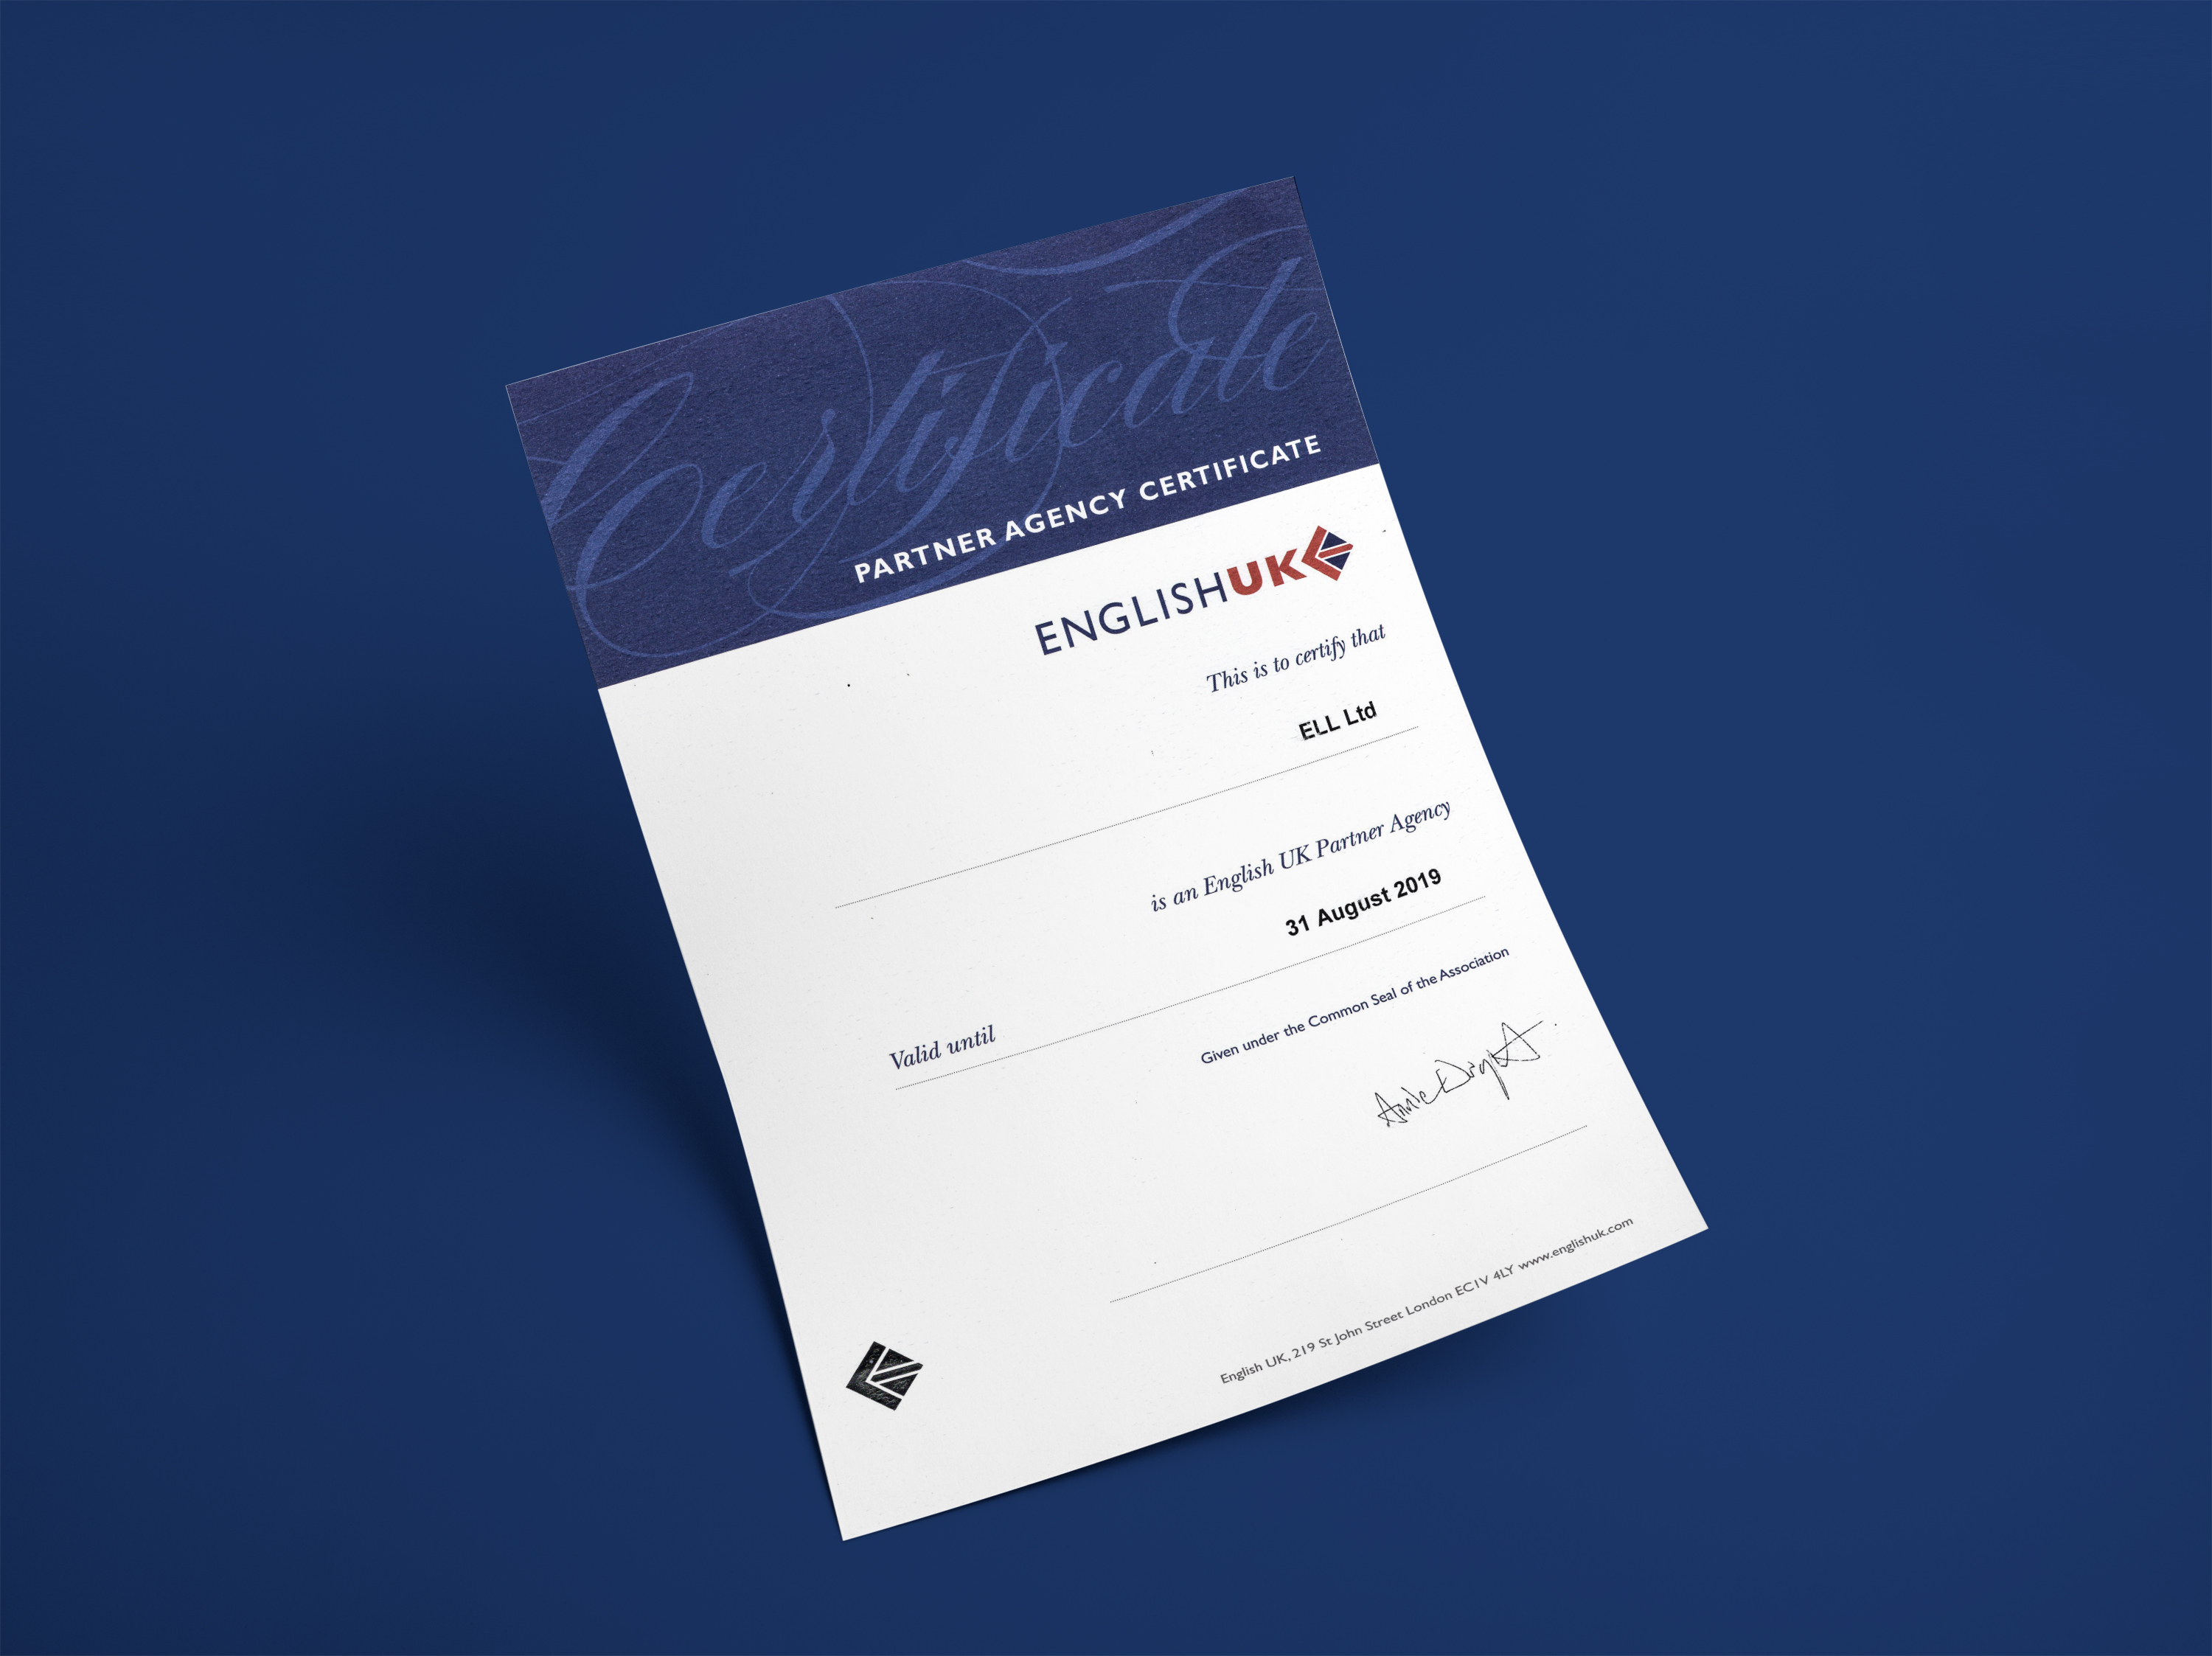 Certificate
PARTNER AGENCY CERTIFICATE
ENGLISHUK
This is to certify that
ELL Ltd
is an English UK Partner Agency
Valid until 31 August 2019
Given under the Common Seal of the Association
English UK, 219 St John Street London EC1V 4LY www.englishuk.com